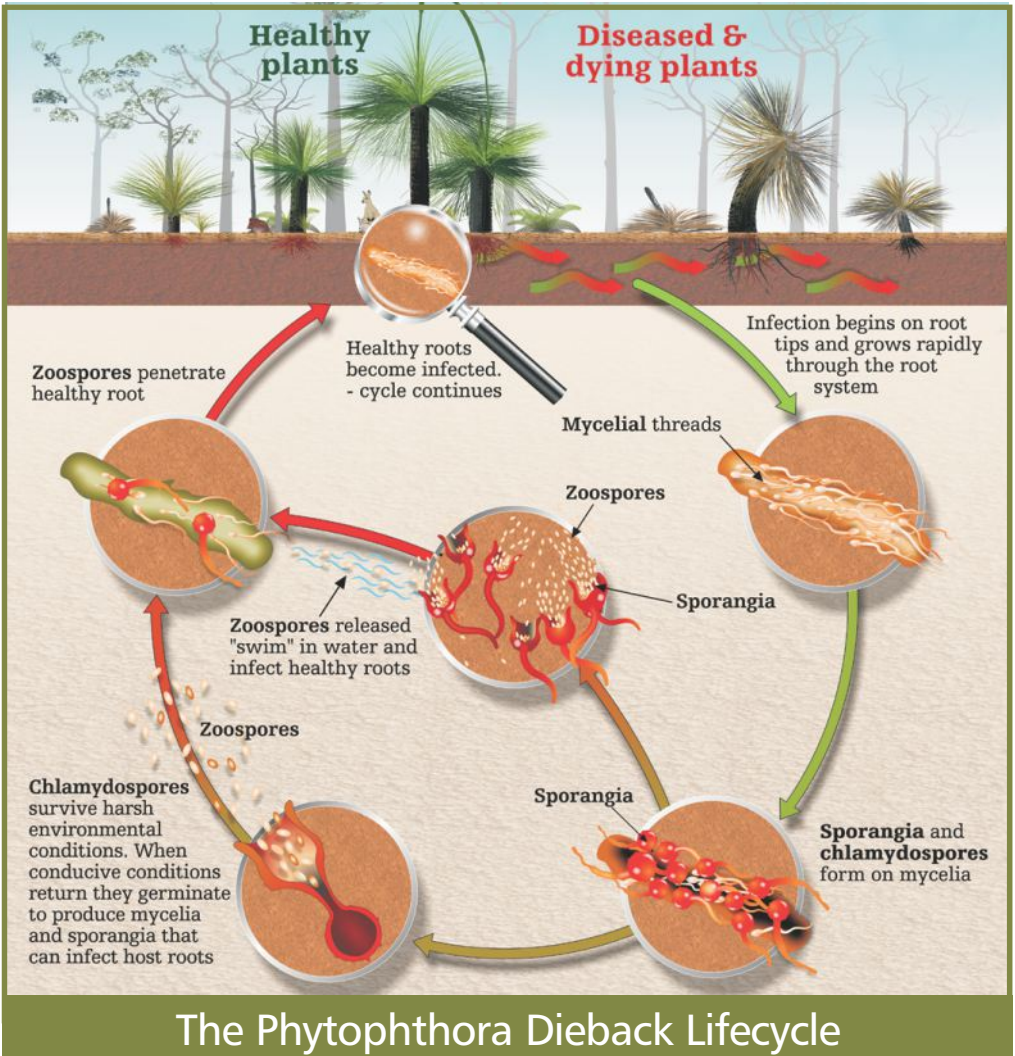 Healthy
plants
Diseased &
dying plants
Healthy roots
become infected.
- cycle continues
Infection begins on root
tips and grows rapidly
through the root
system
Zoospores penetrate
healthy root
Mycelial threads
Zoospores
Sporangia
Zoospores released
"swim" in water and
infect healthy roots
Zoospores
Chlamydospores
survive harsh
environmental
conditions. When
conducive conditions
return they germinate
to produce mycelia
and sporangia that
can infect host roots
Sporangia
Sporangia and
chlamydospores
form on mycelia
The Phytophthora Dieback Lifecycle